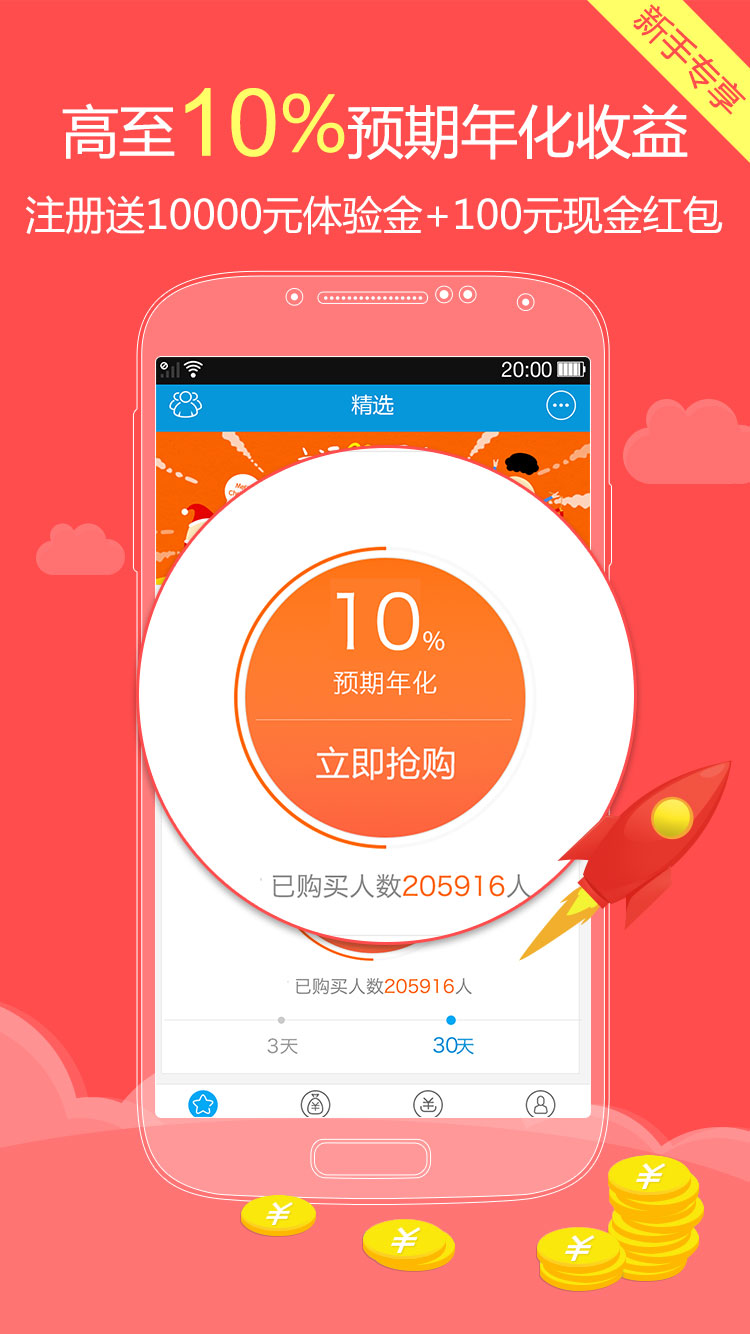 新手专享
高至10%预期年化收益
注册送10000元体验金+100元现金红包
20:00
精选
10%
预期年化
立即抢购
已购买人数205916人
已购买人数205916人
3天
30天